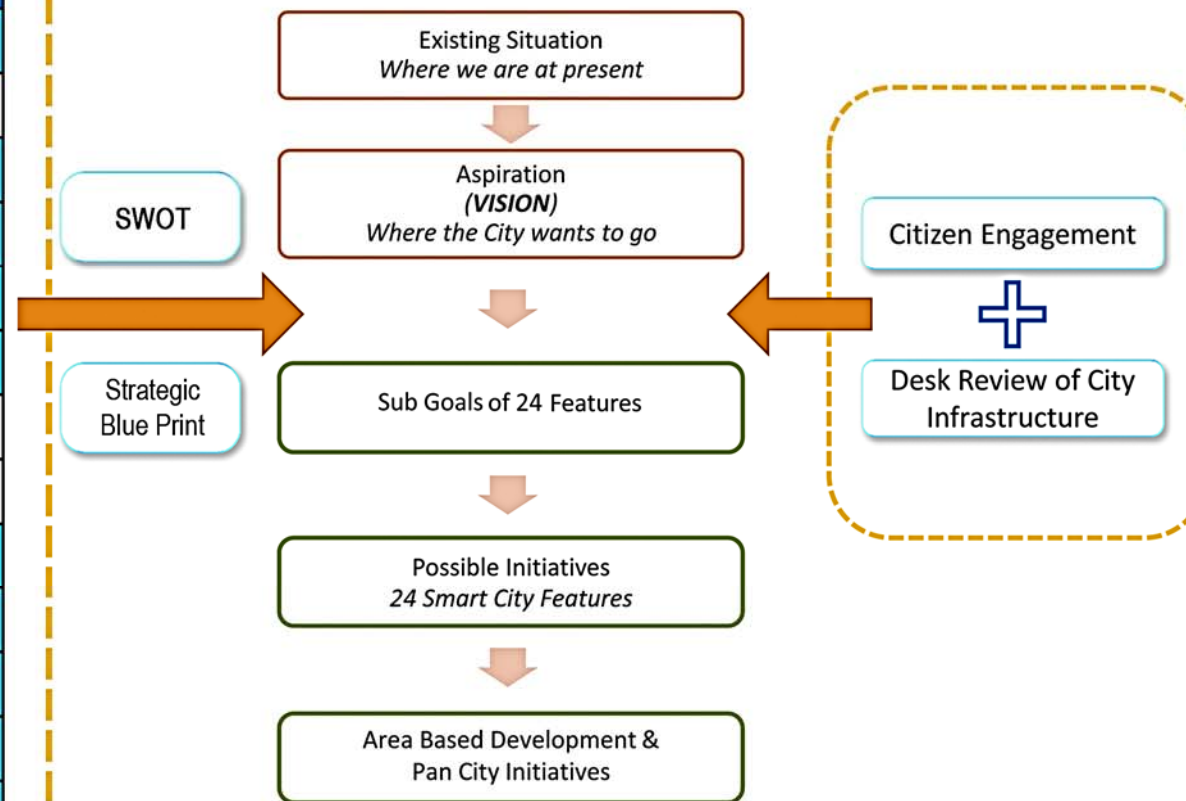 Existing Situation
Where we are at present
Aspiration
(VISION)
Where the City wants to go
SWOT
Strategic
Blue Print
Sub Goals of 24 Features
Possible Initiatives
24 Smart City Features
Area Based Development &
Pan City Initiatives
Citizen Engagement
Desk Review of City
Infrastructure